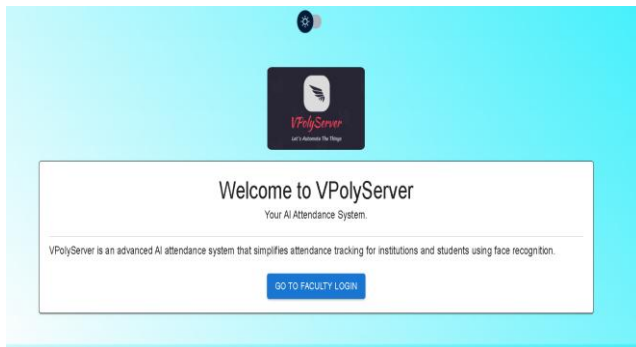 VPolyServer
Let's Automate The Things
Welcome to VPolyServer
Your AI Attendance System.
VPolyServer is an advanced AI attendance system that simplifies attendance tracking for institutions and students using face recognition.
GO TO FACULTY LOGIN